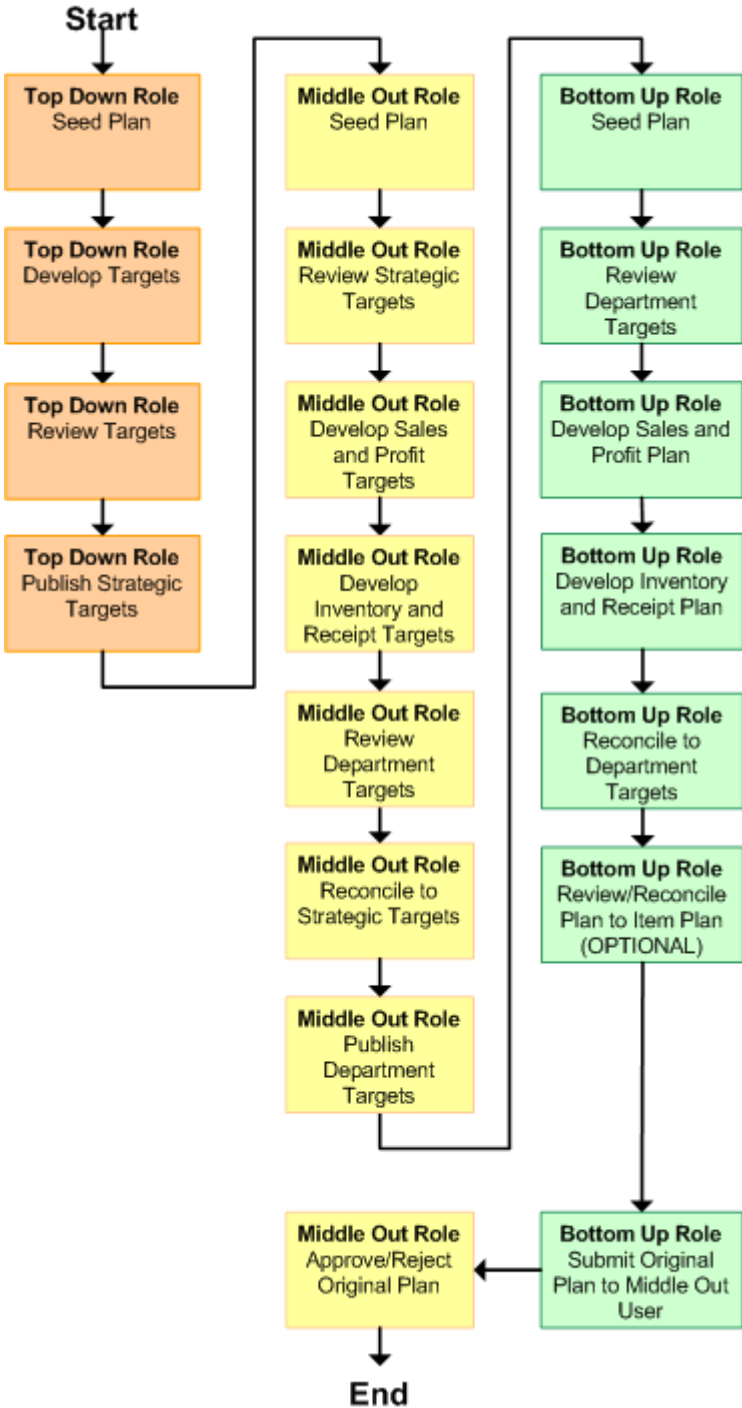 Start
Top Down Role
Seed Plan
Top Down Role
Develop Targets
Top Down Role
Review Targets
Top Down Role
Publish Strategic
Targets
Middle Out Role
Seed Plan
Middle Out Role
Review Strategic
Targets
Middle Out Role
Develop Sales
and Profit
Targets
Middle Out Role
Develop
Inventory and
Receipt Targets
Middle Out Role
Review
Department
Targets
Middle Out Role
Reconcile to
Strategic Targets
Middle Out Role
Publish
Department
Targets
Bottom Up Role
Seed Plan
Bottom Up Role
Review
Department
Targets
Bottom Up Role
Develop Sales and
Profit Plan
Bottom Up Role
Develop Inventory
and Receipt Plan
Bottom Up Role
Reconcile to
Department
Targets
Bottom Up Role
Review/Reconcile
Plan to Item Plan
(OPTIONAL)
Bottom Up Role
Submit Original
Plan to Middle Out
User
Middle Out Role
Approve/Reject
Original Plan
End